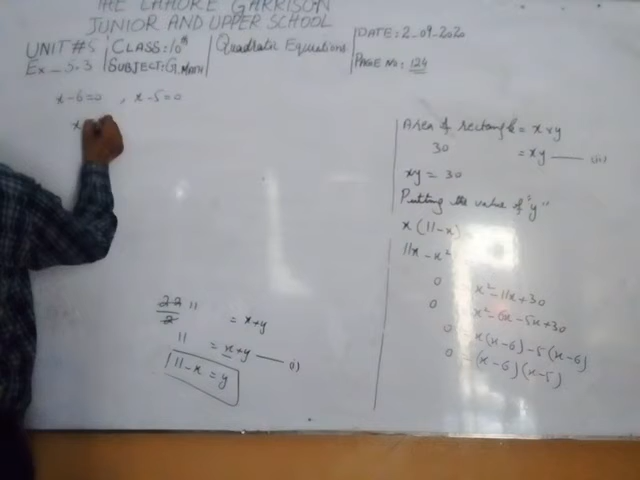 THE LAHORE GARRISON
JUNIOR AND UPPER SCHOOL
UNIT #5 | CLASS: 10th | Quadratic Equations | DATE: 2-09-2020
Ex - 5.3 | SUBJECT: G.MATH | PAGE NO: 124
x-6=0 , x-5=0
x
22/2 11 = x+y
11 = x+y —— i)
11-x = y
Area of rectangle = x×y
30 = xy —— (ii)
xy = 30
Putting the value of "y"
x(11-x)
11x - x²
0 x²-11x+30
0 x²-6x-5x+30
0 = x(x-6)-5(x-6)
0 = (x-6)(x-5)